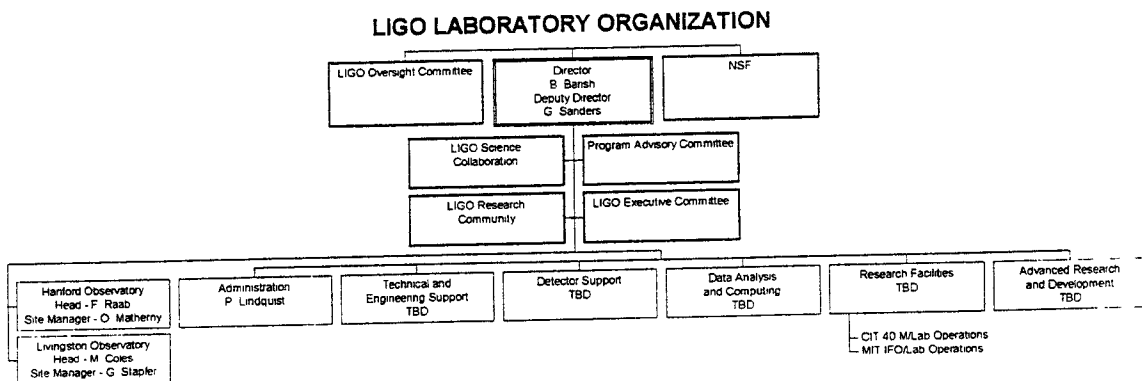 LIGO LABORATORY ORGANIZATION
LIGO Oversight Committee
Director
B Barish
Deputy Director
G Sanders
NSF
LIGO Science
Collaboration
Program Advisory Committee
LIGO Research
Community
LIGO Executive Committee
Hanford Observatory
Head - F Raab
Site Manager - O Matherny
Administration
P Lindquist
Technical and
Engineering Support
TBD
Detector Support
TBD
Data Analysis
and Computing
TBD
Research Facilities
TBD
Advanced Research
and Development
TBD
Livingston Observatory
Head - M Coles
Site Manager - G Stapfer
CIT 40 M/Lab Operations
MIT IFO/Lab Operations